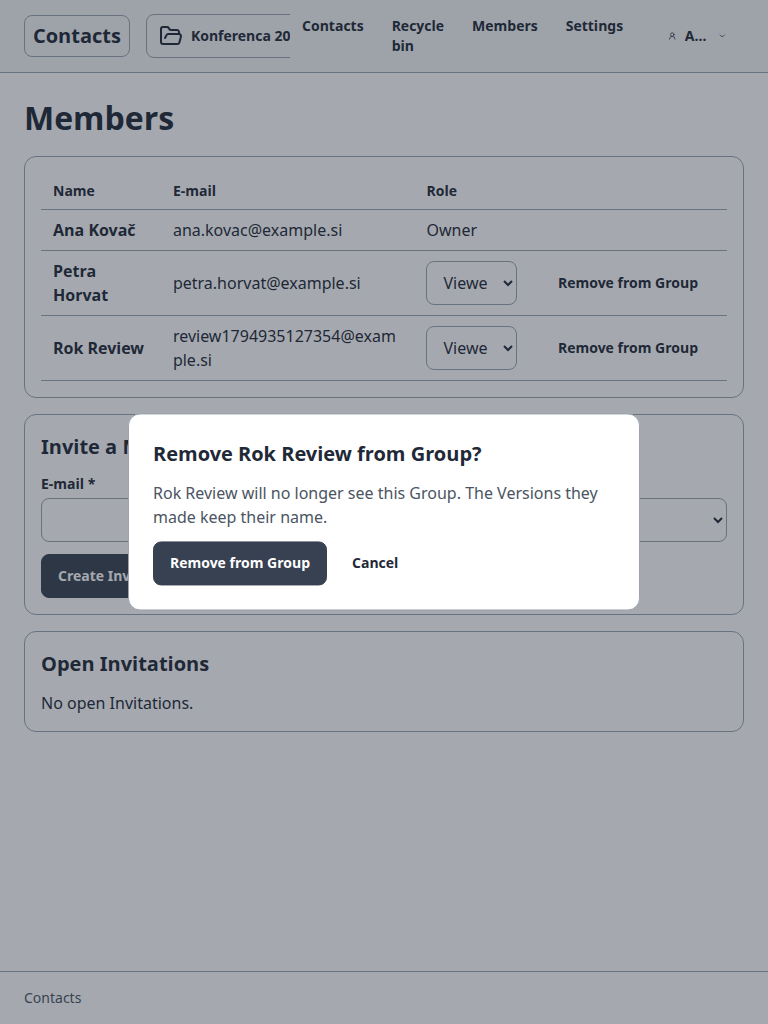 Contacts
Konferenca 20
Contacts
Recycle
bin
Members
Settings
A...
Members
Name E-mail Role
Ana Kovač ana.kovac@example.si Owner
Petra
Horvat
petra.horvat@example.si
Viewe
Remove from Group
Rok Review
review1794935127354@exam
ple.si
Viewe
Remove from Group
Invite a
E-mail *
Create Inv
Remove Rok Review from Group?
Rok Review will no longer see this Group. The Versions they
made keep their name.
Remove from Group Cancel
Open Invitations
No open Invitations.
Contacts